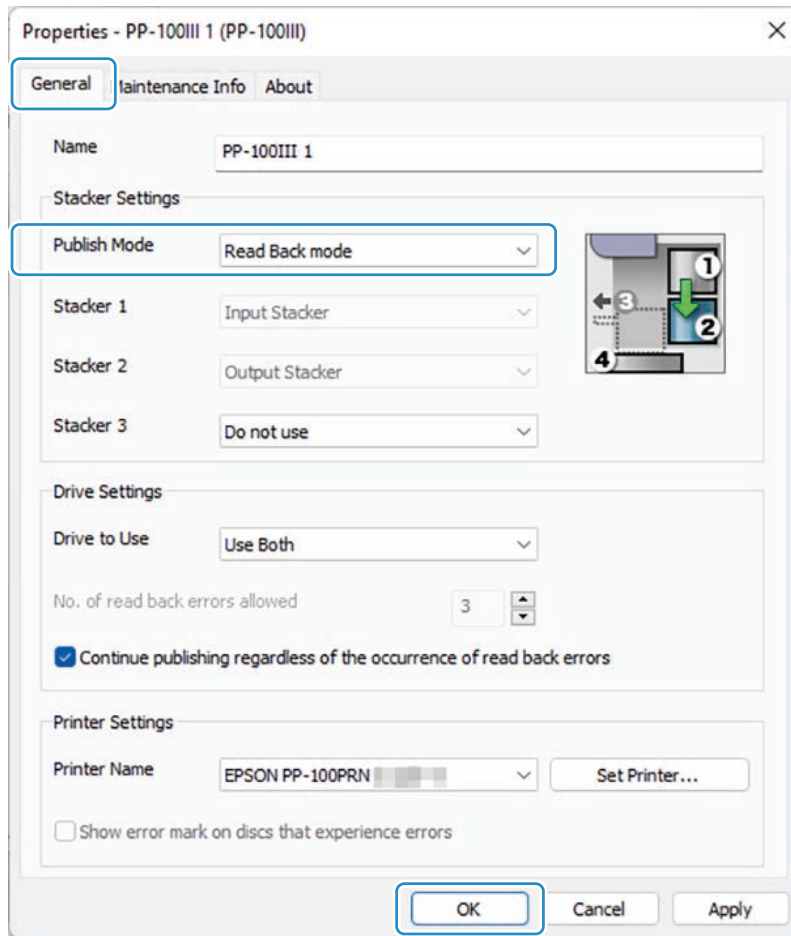 Properties - PP-100III 1 (PP-100III)
General Maintenance Info About
Name PP-100III 1
Stacker Settings
Publish Mode Read Back mode
Stacker 1 Input Stacker
Stacker 2 Output Stacker
Stacker 3 Do not use
1
3
2
4
Drive Settings
Drive to Use Use Both
No. of read back errors allowed 3
Continue publishing regardless of the occurrence of read back errors
Printer Settings
Printer Name EPSON PP-100PRN Set Printer...
Show error mark on discs that experience errors
OK Cancel Apply